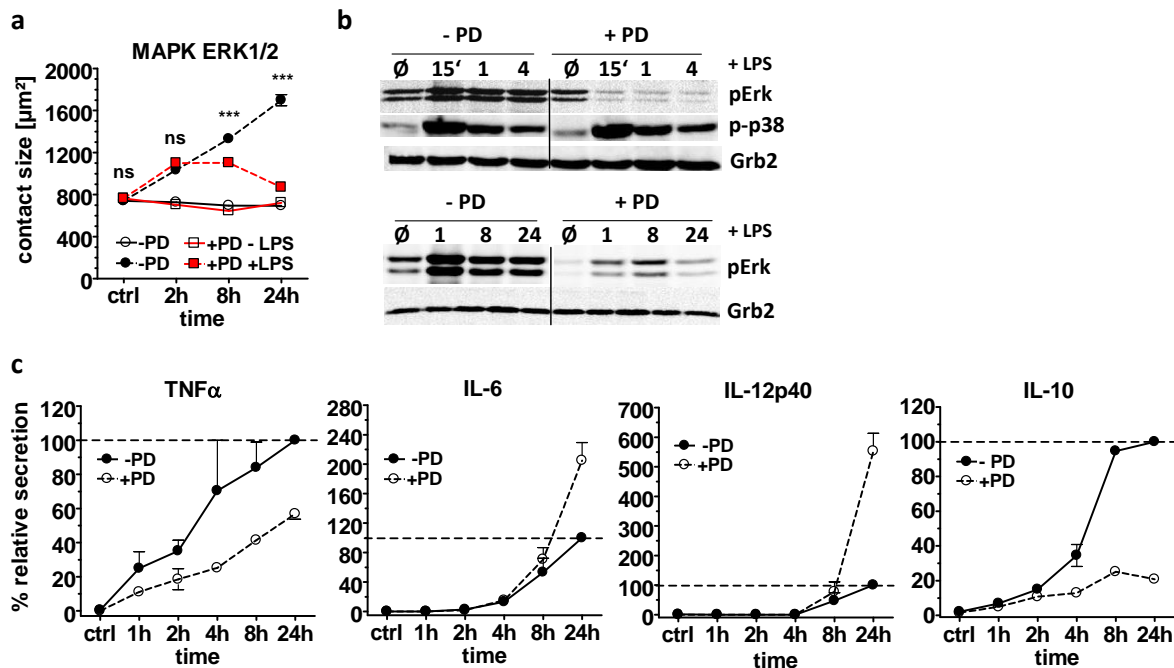 a
MAPK ERK1/2
contact size [µm²]
2000
1800
1400
1100
800
400
0
ns
ns
***
***
-PD +PD - LPS
-PD +PD +LPS
ctrl 2h 8h 24h
time
b
- PD + PD
Ø 15‘ 1 4 Ø 15‘ 1 4 + LPS
pErk
p-p38
Grb2
- PD + PD
Ø 1 8 24 Ø 1 8 24 + LPS
pErk
Grb2
c
% relative secretion
TNFα
120
100
80
60
40
20
0
-PD
+PD
ctrl 1h 2h 4h 8h 24h
time
IL-6
280
240
200
160
120
80
40
0
-PD
+PD
ctrl 1h 2h 4h 8h 24h
time
IL-12p40
700
600
500
400
300
200
100
0
-PD
+PD
ctrl 1h 2h 4h 8h 24h
time
IL-10
120
100
80
60
40
20
0
- PD
+PD
ctrl 1h 2h 4h 8h 24h
time